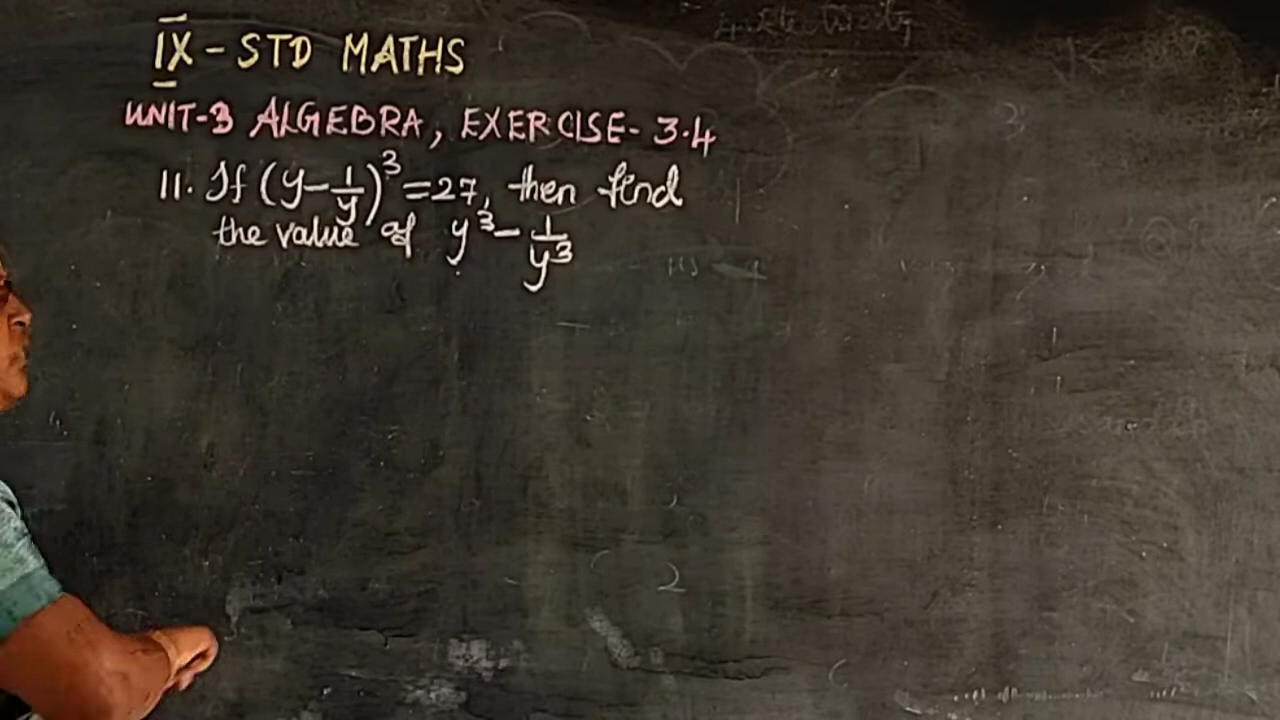 IX - STD MATHS
UNIT-3 ALGEBRA, EXERCISE- 3.4
11. If (y - 1/y)³ = 27, then find
the value of y³ - 1/y³
2